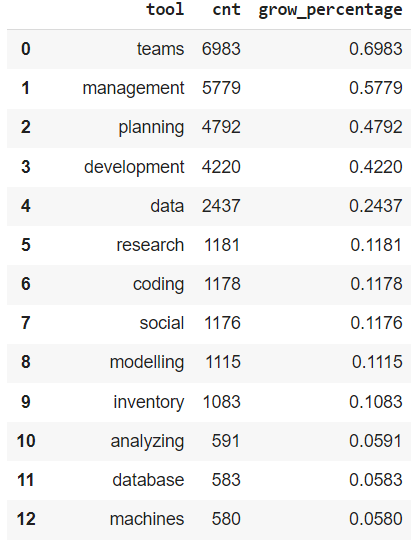 tool cnt grow_percentage
0 teams 6983 0.6983
1 management 5779 0.5779
2 planning 4792 0.4792
3 development 4220 0.4220
4 data 2437 0.2437
5 research 1181 0.1181
6 coding 1178 0.1178
7 social 1176 0.1176
8 modelling 1115 0.1115
9 inventory 1083 0.1083
10 analyzing 591 0.0591
11 database 583 0.0583
12 machines 580 0.0580